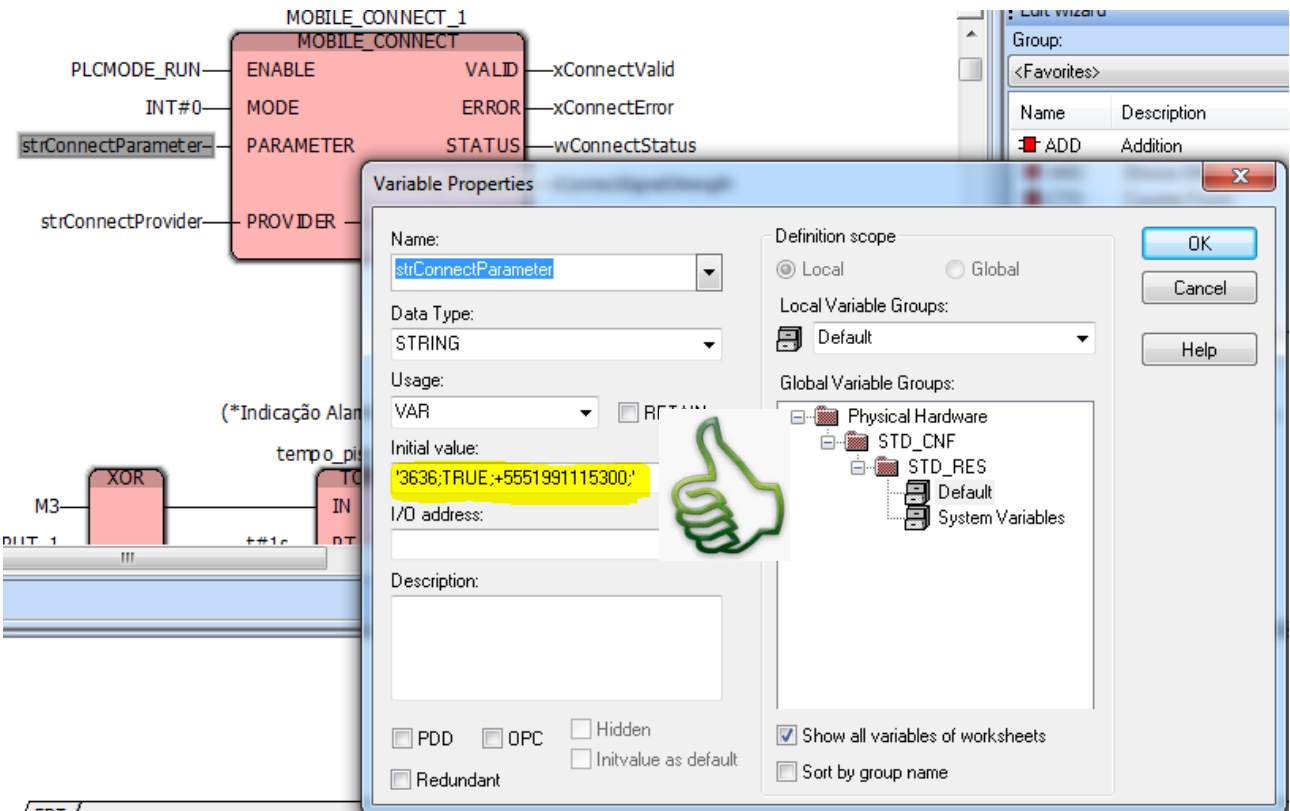 MOBILE_CONNECT_1
MOBILE_CONNECT
PLCMODE_RUN
ENABLE
VALID
xConnectValid
INT#0
MODE
ERROR
xConnectError
strConnectParameter
PARAMETER
STATUS
wConnectStatus
strConnectProvider
PROVIDER
Edit Wizard
Group:
<Favorites>
Name
Description
ADD
Addition
Variable Properties
Name:
strConnectParameter
Data Type:
STRING
Usage:
VAR
Initial value:
'3636;TRUE;+5551991115300;'
I/O address:
Description:
PDD
OPC
Hidden
Initvalue as default
Redundant
Definition scope
Local
Global
Local Variable Groups:
Default
Global Variable Groups:
Physical Hardware
STD_CNF
STD_RES
Default
System Variables
Show all variables of worksheets
Sort by group name
OK
Cancel
Help
(*Indicação Alar
tempo_pis
XOR
TO
M3
IN
t#1s
PT